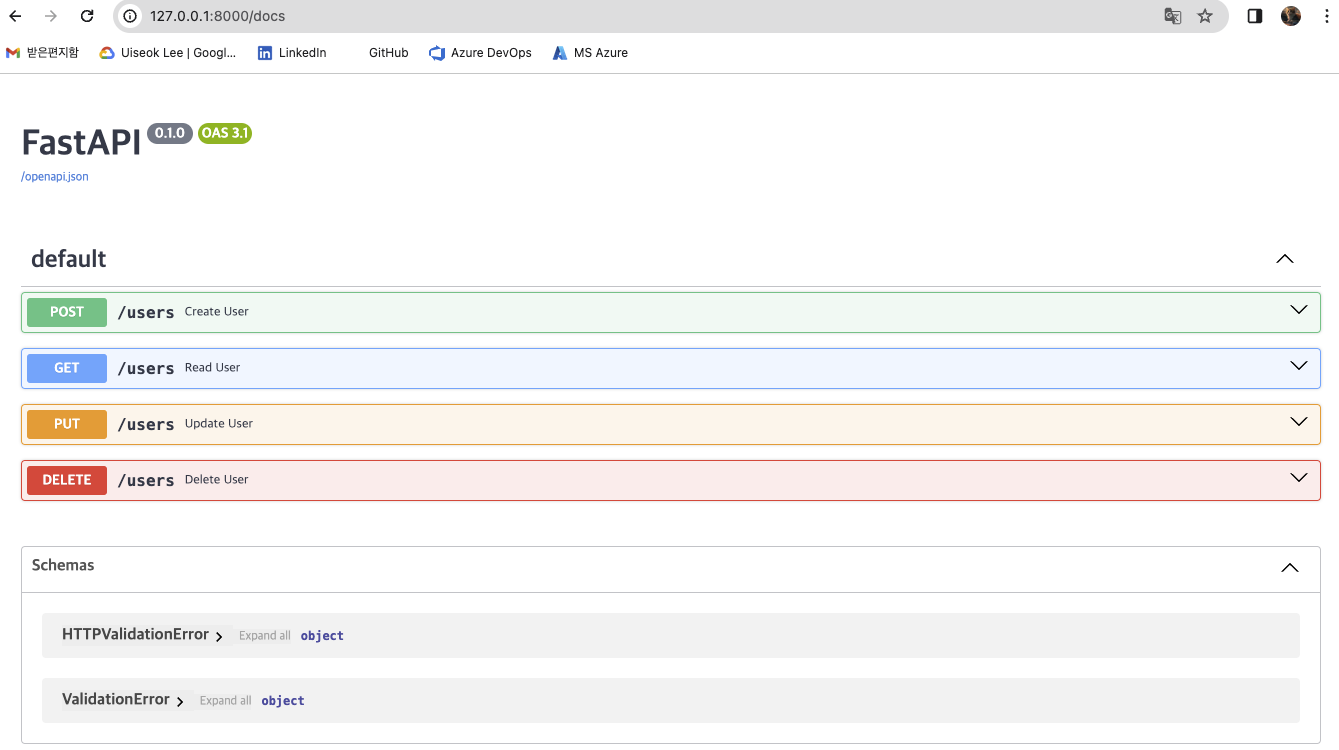 127.0.0.1:8000/docs
받은편지함 Uiseok Lee | Googl... LinkedIn GitHub Azure DevOps MS Azure
FastAPI 0.1.0 OAS 3.1
/openapi.json
default
POST /users Create User
GET /users Read User
PUT /users Update User
DELETE /users Delete User
Schemas
HTTPValidationError Expand all object
ValidationError Expand all object